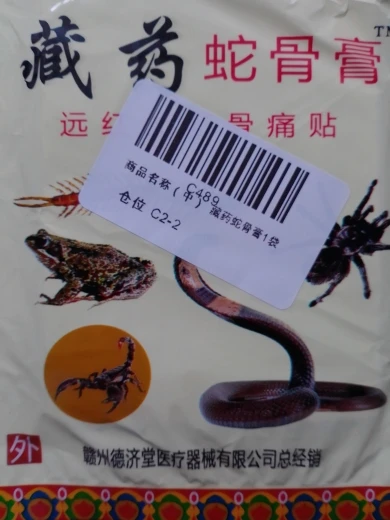 藏药 蛇骨膏 TM
远红 骨痛贴
C489
商品名称(中) 藏药蛇骨膏1袋
仓位 C2-2
外
赣州德济堂医疗器械有限公司总经销